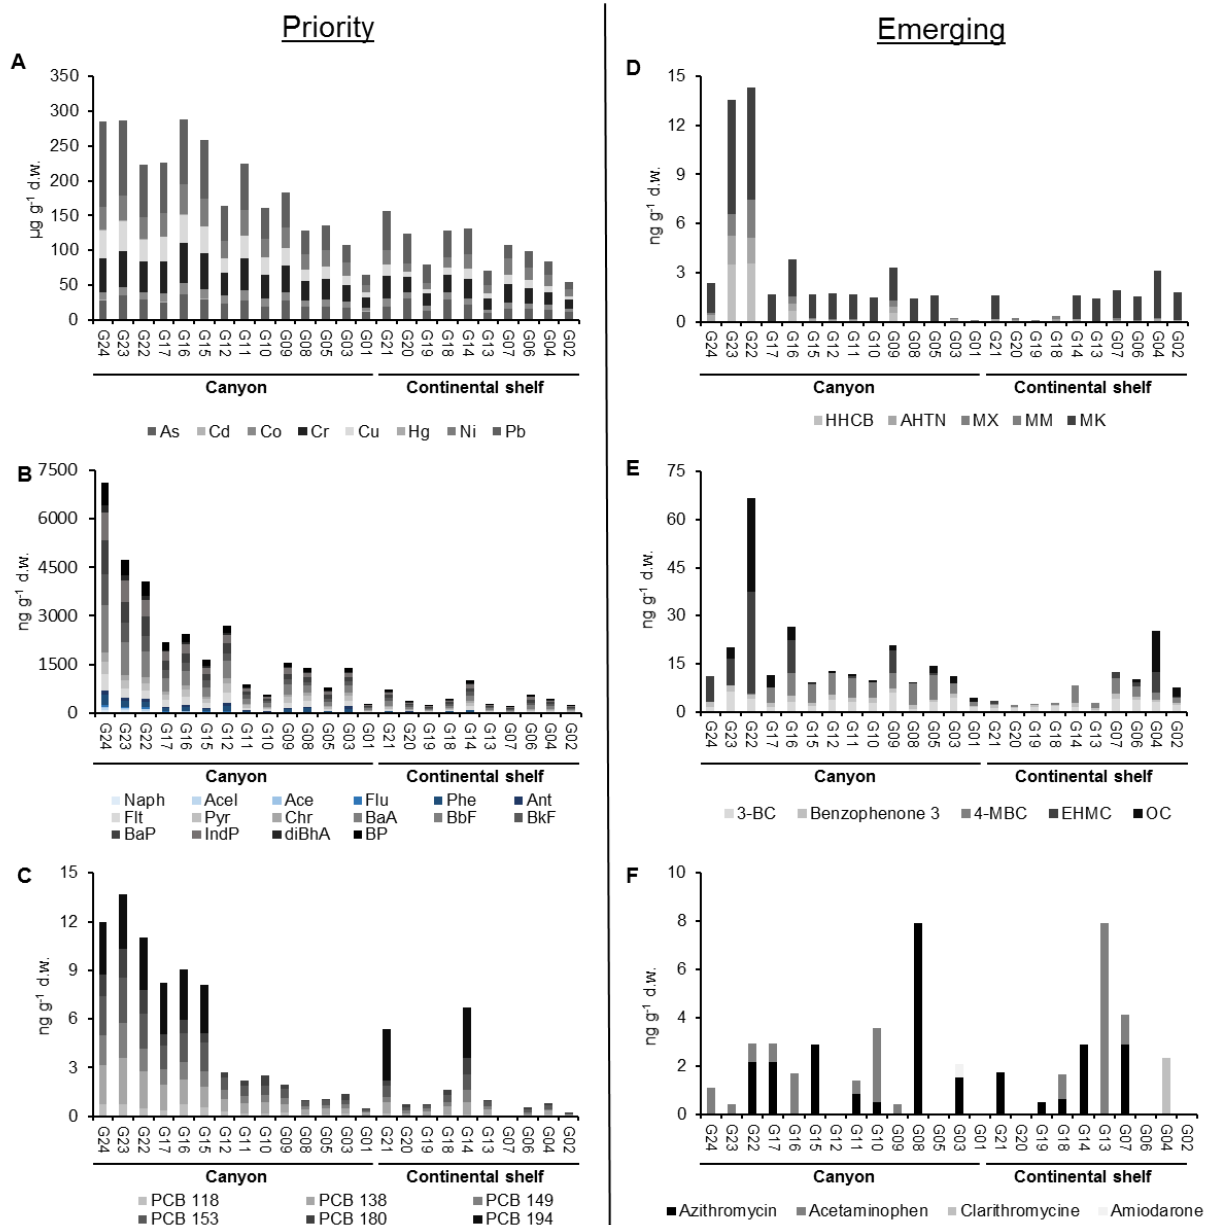 Priority
A
350
300
250
200
150
100
50
0
µg g-1 d.w.
G24 G23 G22 G17 G16 G15 G12 G11 G10 G09 G08 G05 G03 G01 G21 G20 G19 G18 G14 G13 G07 G06 G04 G02
Canyon Continental shelf
As Cd Co Cr Cu Hg Ni Pb
B
7500
6000
4500
3000
1500
0
ng g-1 d.w.
G24 G23 G22 G17 G16 G15 G12 G11 G10 G09 G08 G05 G03 G01 G21 G20 G19 G18 G14 G13 G07 G06 G04 G02
Canyon Continental shelf
Naph Acel Ace Flu Phe Ant
Flt Pyr Chr BaA BbF BkF
BaP IndP diBhA BP
C
15
12
9
6
3
0
ng g-1 d.w.
G24 G23 G22 G17 G16 G15 G12 G11 G10 G09 G08 G05 G03 G01 G21 G20 G19 G18 G14 G13 G07 G06 G04 G02
Canyon Continental shelf
PCB 118 PCB 138 PCB 149
PCB 153 PCB 180 PCB 194
Emerging
D
15
12
9
6
3
0
ng g-1 d.w.
G24 G23 G22 G17 G16 G15 G12 G11 G10 G09 G08 G05 G03 G01 G21 G20 G19 G18 G14 G13 G07 G06 G04 G02
Canyon Continental shelf
HHCB AHTN MX MM MK
E
75
60
45
30
15
0
ng g-1 d.w.
G24 G23 G22 G17 G16 G15 G12 G11 G10 G09 G08 G05 G03 G01 G21 G20 G19 G18 G14 G13 G07 G06 G04 G02
Canyon Continental shelf
3-BC Benzophenone 3 4-MBC EHMC OC
F
10
8
6
4
2
0
ng g-1 d.w.
G24 G23 G22 G17 G16 G15 G12 G11 G10 G09 G08 G05 G03 G01 G21 G20 G19 G18 G14 G13 G07 G06 G04 G02
Canyon Continental shelf
Azithromycin Acetaminophen Clarithromycine Amiodarone